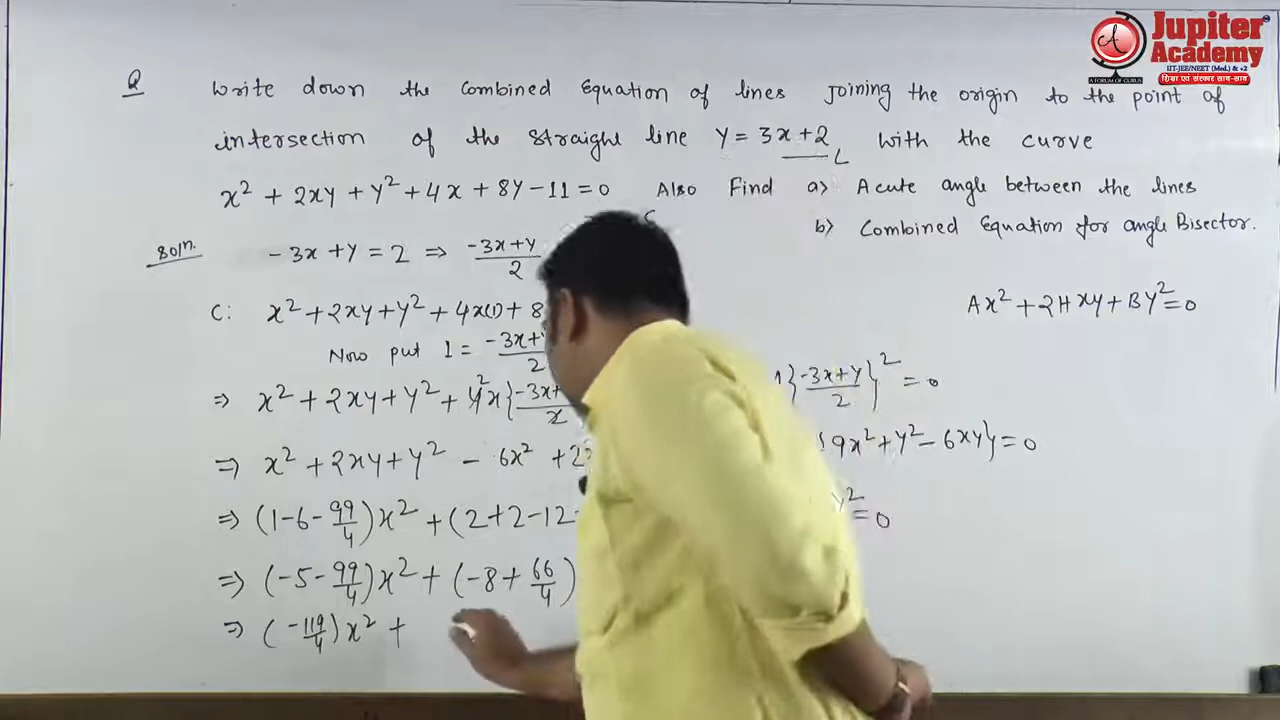 Jupiter Academy
A FORUM OF GURUS
IIT-JEE/NEET (Med.) & +2
शिक्षा एवं संस्कार साथ-साथ
Q Write down the Combined Equation of lines Joining the origin to the point of
intersection of the straight line Y = 3x+2 L with the curve
x² + 2xy + y² + 4x + 8y - 11 = 0 Also Find a) Acute angle between the lines
b) Combined Equation for angle Bisector.
Soln. -3x + y = 2 ⇒ (-3x+y)/2
Ax² + 2Hxy + By² = 0
C: x² + 2xy + y² + 4x(1) + 8
Now put 1 = (-3x+y)/2
⇒ x² + 2xy + y² + 4²x{(-3x+ /2 {(-3x+y)/2}² = 0
⇒ x² + 2xy + y² - 6x² + 2 {9x² + y² - 6xy} = 0
⇒ (1-6-99/4)x² + (2+2-12- y² = 0
⇒ (-5-99/4)x² + (-8+66/4)
⇒ (-119/4)x² +